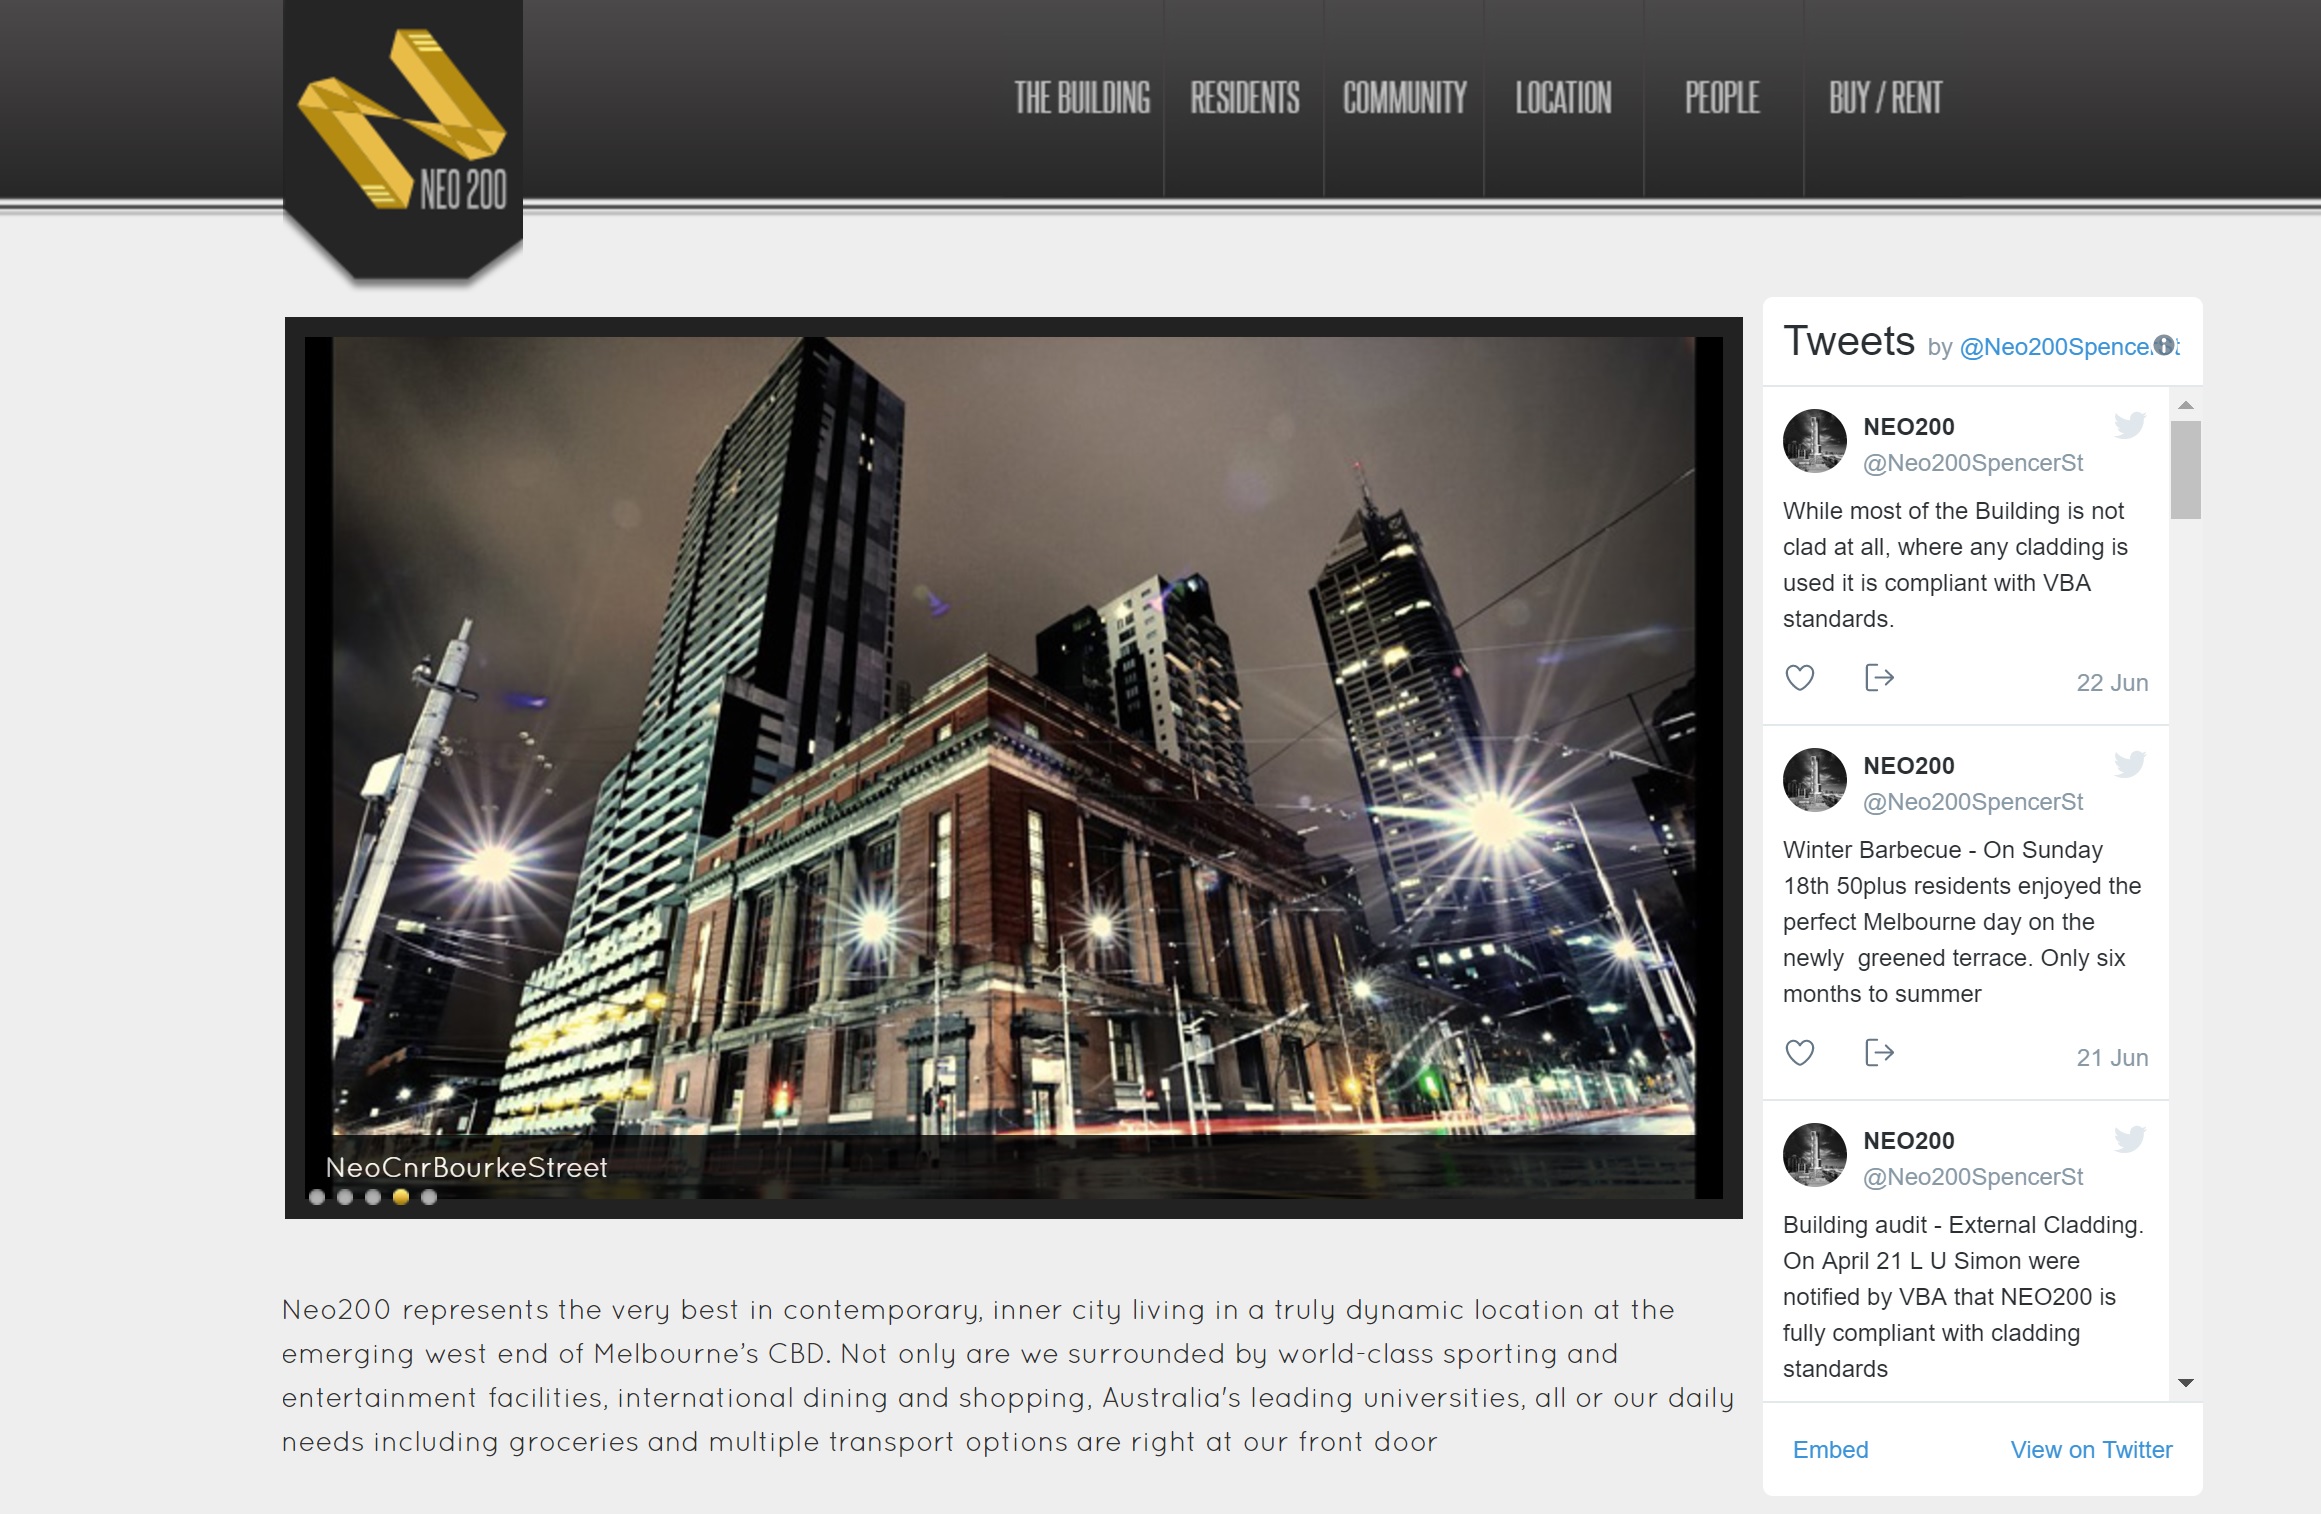 NEO 200
THE BUILDING
RESIDENTS
COMMUNITY
LOCATION
PEOPLE
BUY / RENT
NeoCnrBourkeStreet
Neo200 represents the very best in contemporary, inner city living in a truly dynamic location at the
emerging west end of Melbourne’s CBD. Not only are we surrounded by world-class sporting and
entertainment facilities, international dining and shopping, Australia's leading universities, all or our daily
needs including groceries and multiple transport options are right at our front door
Tweets by
NEO200
@Neo200SpencerSt
While most of the Building is not
clad at all, where any cladding is
used it is compliant with VBA
standards.
22 Jun
NEO200
@Neo200SpencerSt
Winter Barbecue - On Sunday
18th 50plus residents enjoyed the
perfect Melbourne day on the
newly greened terrace. Only six
months to summer
21 Jun
NEO200
@Neo200SpencerSt
Building audit - External Cladding.
On April 21 L U Simon were
notified by VBA that NEO200 is
fully compliant with cladding
standards
Embed
View on Twitter